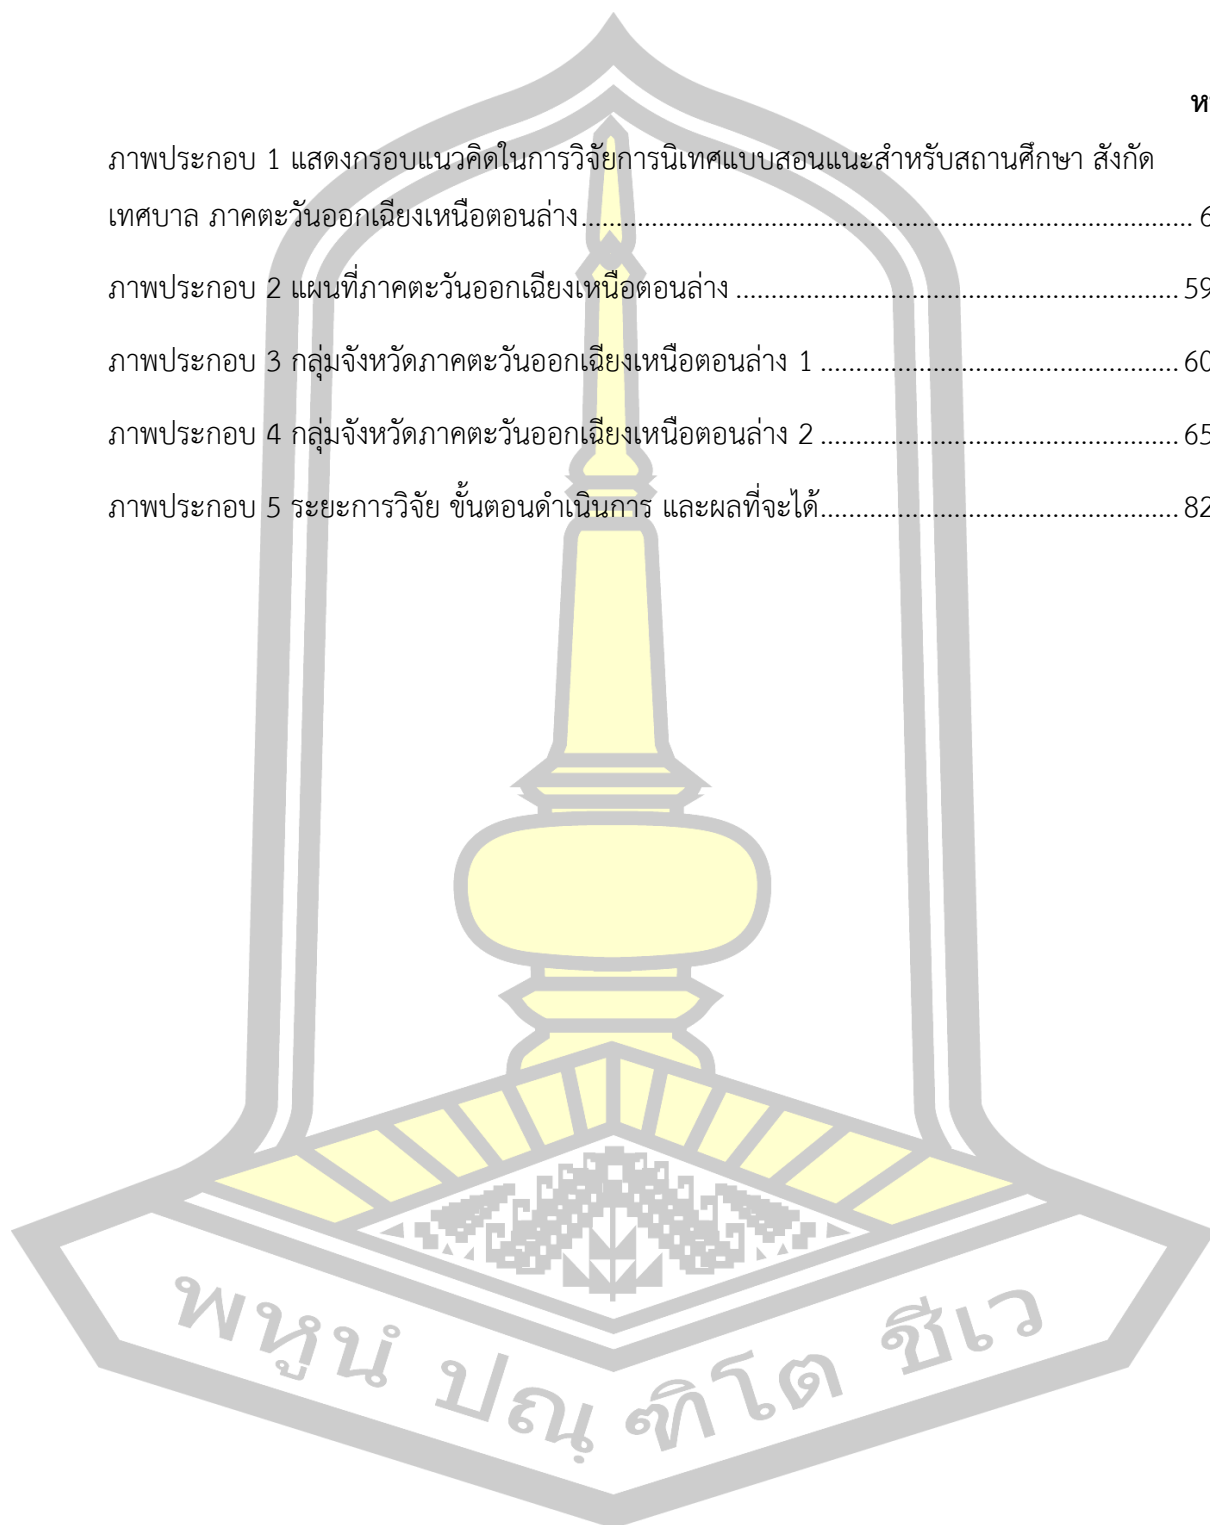 ภาพประกอบ 1 แสดงกรอบแนวคิดในการวิจัยการนิเทศแบบสอนแนะสำหรับสถานศึกษา สังกัด
เทศบาล ภาคตะวันออกเฉียงเหนือตอนล่าง.......................................................................................... 6
ภาพประกอบ 2 แผนที่ภาคตะวันออกเฉียงเหนือตอนล่าง ................................................................. 59
ภาพประกอบ 3 กลุ่มจังหวัดภาคตะวันออกเฉียงเหนือตอนล่าง 1 ..................................................... 60
ภาพประกอบ 4 กลุ่มจังหวัดภาคตะวันออกเฉียงเหนือตอนล่าง 2 ..................................................... 65
ภาพประกอบ 5 ระยะการวิจัย ขั้นตอนดำเนินการ และผลที่จะได้..................................................... 82
พหูนํ ปณฺฑิโต ชีเว